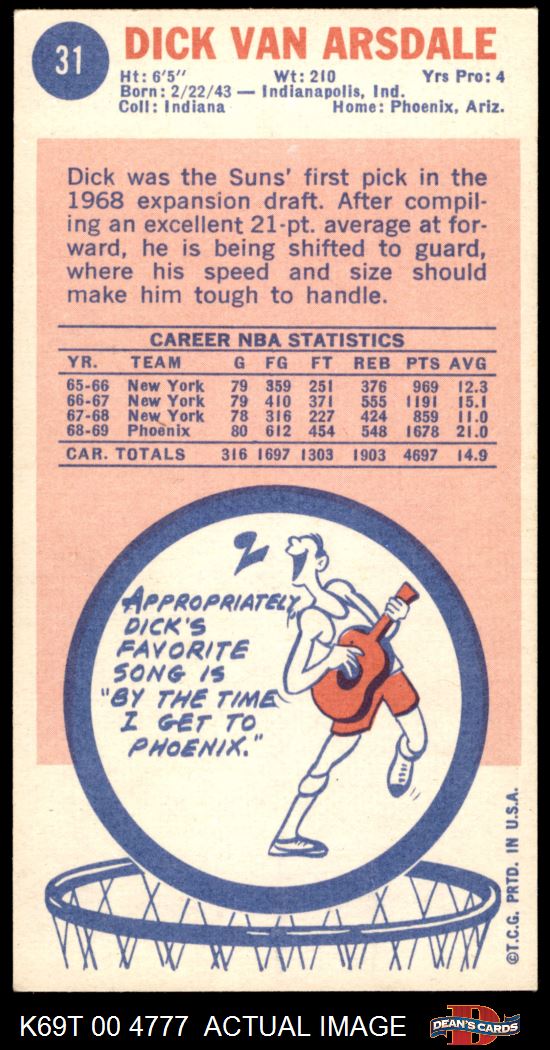 31
DICK VAN ARSDALE
Ht: 6'5" Wt: 210 Yrs Pro: 4
Born: 2/22/43 — Indianapolis, Ind.
Coll: Indiana Home: Phoenix, Ariz.
Dick was the Suns' first pick in the
1968 expansion draft. After compil-
ing an excellent 21-pt. average at for-
ward, he is being shifted to guard,
where his speed and size should
make him tough to handle.
CAREER NBA STATISTICS
YR. TEAM G FG FT REB PTS AVG
65-66 New York 79 359 251 376 969 12.3
66-67 New York 79 410 371 555 1191 15.1
67-68 New York 78 316 227 424 859 11.0
68-69 Phoenix 80 612 454 548 1678 21.0
CAR. TOTALS 316 1697 1303 1903 4697 14.9
2
APPROPRIATELY,
DICK'S
FAVORITE
SONG IS
"BY THE TIME
I GET TO
PHOENIX."
©T.C.G. PRTD. IN U.S.A.
K69T 00 4777 ACTUAL IMAGE
D
DEAN'S CARDS